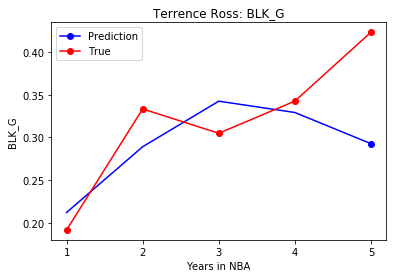 Terrence Ross: BLK_G
Prediction
True
BLK_G
0.40
0.35
0.30
0.25
0.20
1 2 3 4 5
Years in NBA